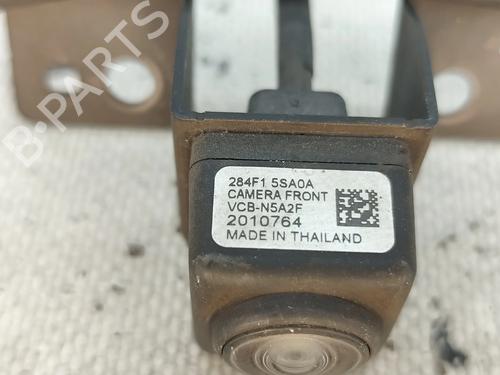 B-PARTS
284F1 5SA0A
CAMERA FRONT
VCB-N5A2F
2010764
MADE IN THAILAND